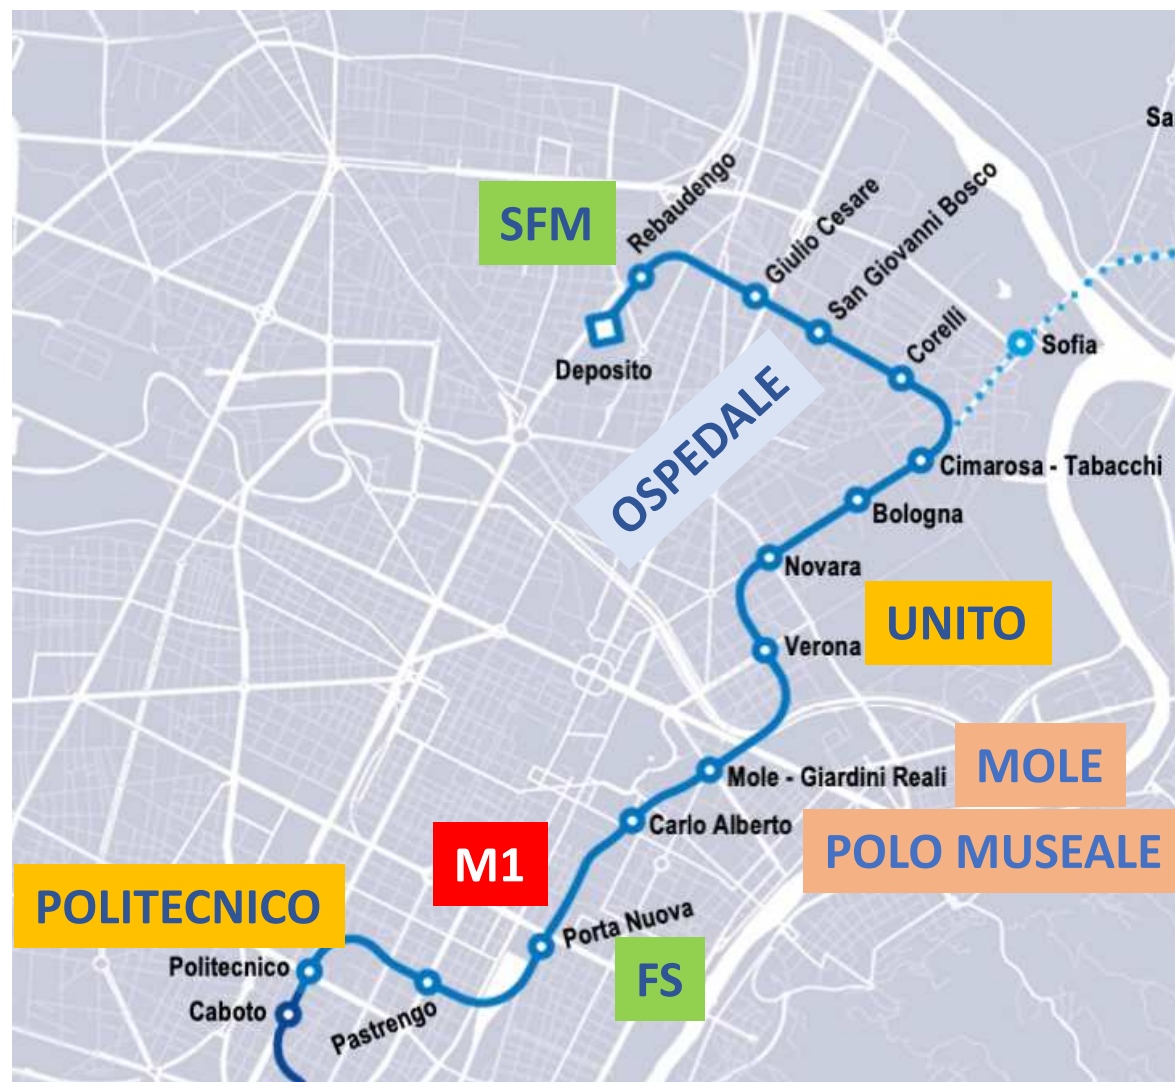 Sa
Rebaudengo
SFM
Giulio Cesare
San Giovanni Bosco
Corelli
Sofia
Deposito
OSPEDALE
Cimarosa - Tabacchi
Bologna
Novara
UNITO
Verona
MOLE
Mole - Giardini Reali
Carlo Alberto
POLO MUSEALE
M1
POLITECNICO
Porta Nuova
Politecnico
FS
Caboto
Pastrengo